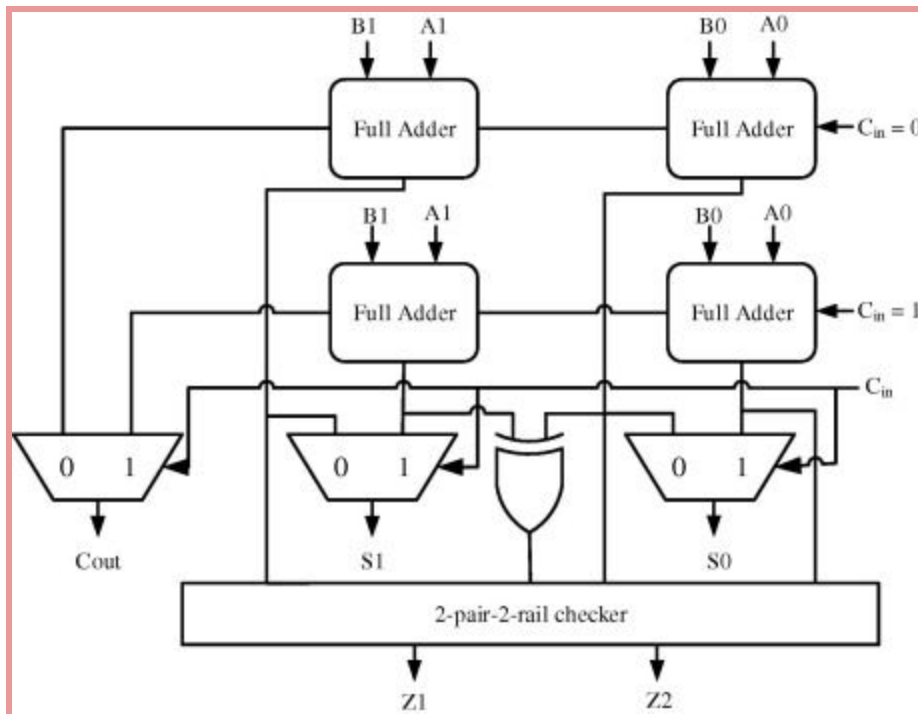 B1 A1 B0 A0
Full Adder Full Adder C_in = 0
B1 A1 B0 A0
Full Adder Full Adder C_in = 1
C_in
0 1 0 1 0 1
Cout S1 S0
2-pair-2-rail checker
Z1 Z2